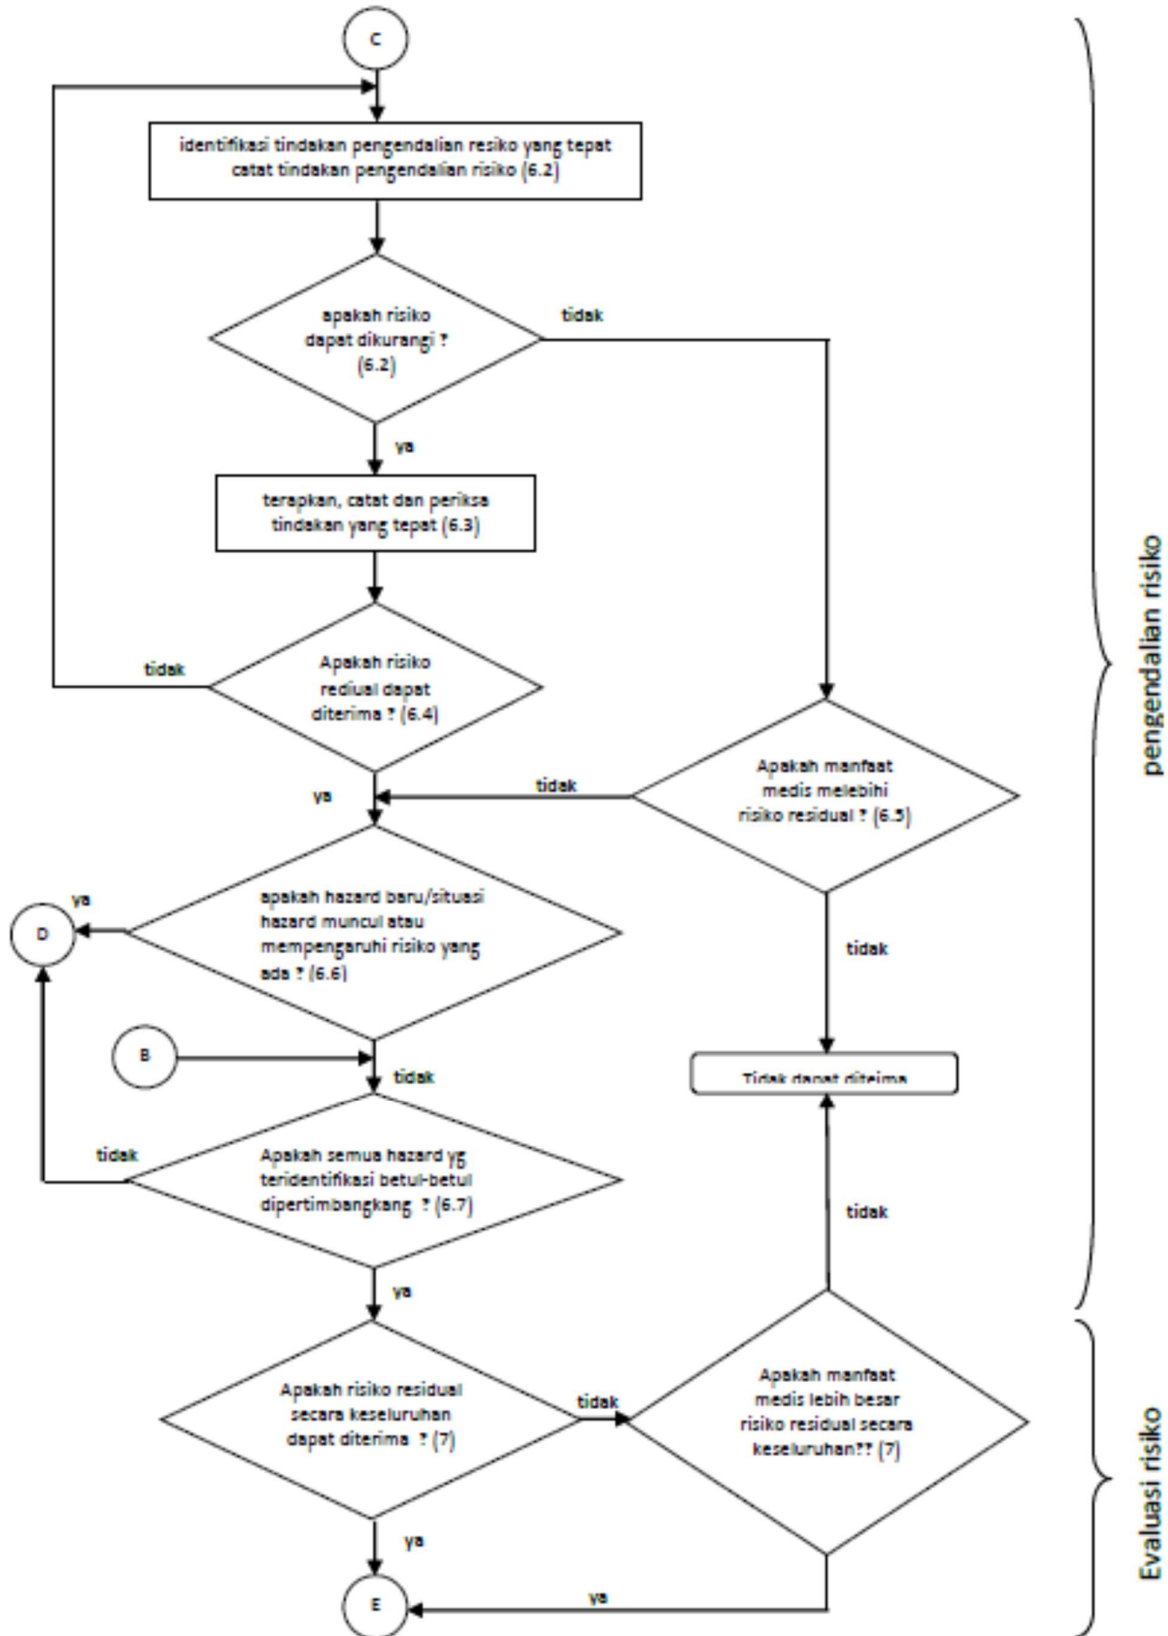 C
identifikasi tindakan pengendalian resiko yang tepat
catat tindakan pengendalian risiko (6.2)
apakah risiko
dapat dikurangi ?
(6.2)
tidak
ya
terapkan, catat dan periksa
tindakan yang tepat (6.3)
Apakah risiko
rediual dapat
diterima ? (6.4)
tidak
ya
Apakah manfaat
medis melebihi
risiko residual ? (6.5)
tidak
tidak
apakah hazard baru/situasi
hazard muncul atau
mempengaruhi risiko yang
ada ? (6.6)
ya
D
B
tidak
Tidak dapat diteima
Apakah semua hazard yg
teridentifikasi betul-betul
dipertimbangkang ? (6.7)
tidak
ya
tidak
Apakah risiko residual
secara keseluruhan
dapat diterima ? (7)
tidak
Apakah manfaat
medis lebih besar
risiko residual secara
keseluruhan?? (7)
ya
ya
E
pengendalian risiko
Evaluasi risiko